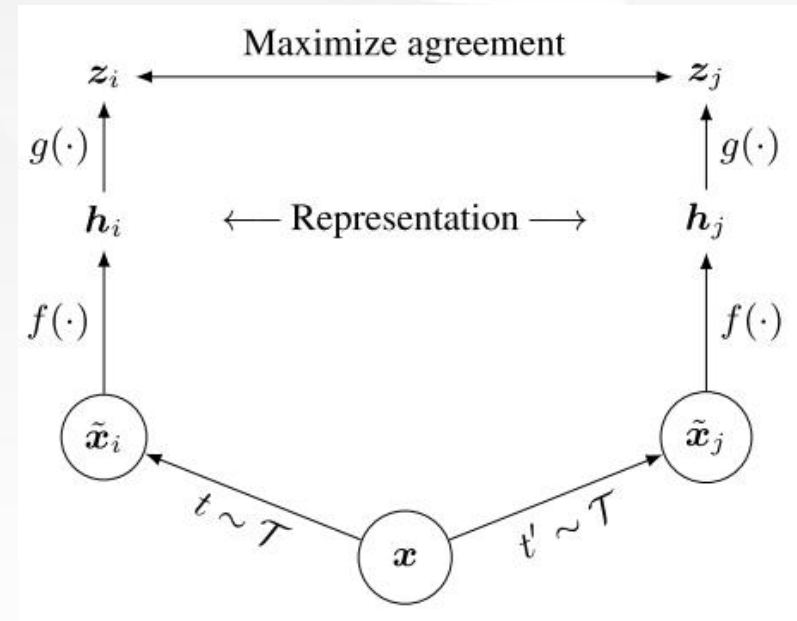 Maximize agreement
z_i z_j
g(·) g(·)
h_i ← Representation → h_j
f(·) f(·)
x̃_i x̃_j
t ∼ 𝒯 t′ ∼ 𝒯
x